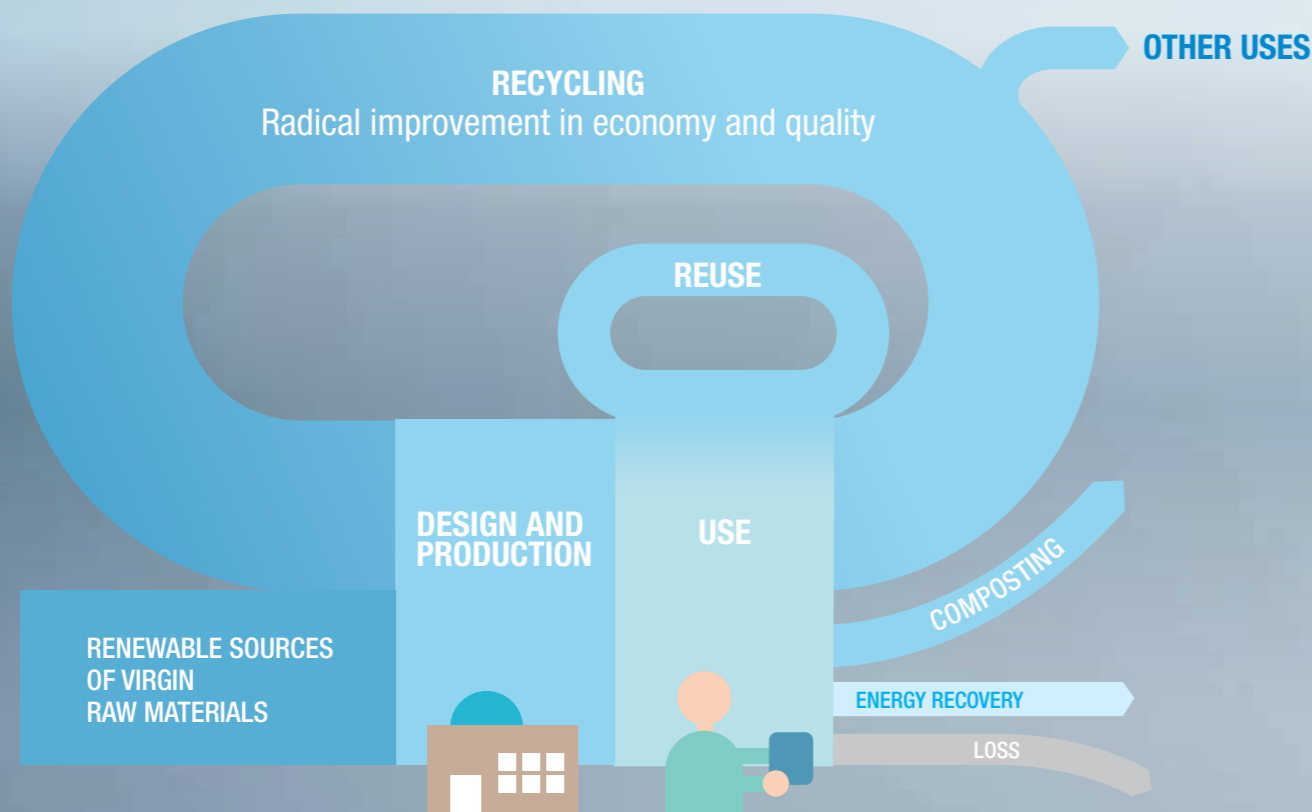 OTHER USES
RECYCLING
Radical improvement in economy and quality
REUSE
DESIGN AND
PRODUCTION
USE
COMPOSTING
RENEWABLE SOURCES
OF VIRGIN
RAW MATERIALS
ENERGY RECOVERY
LOSS